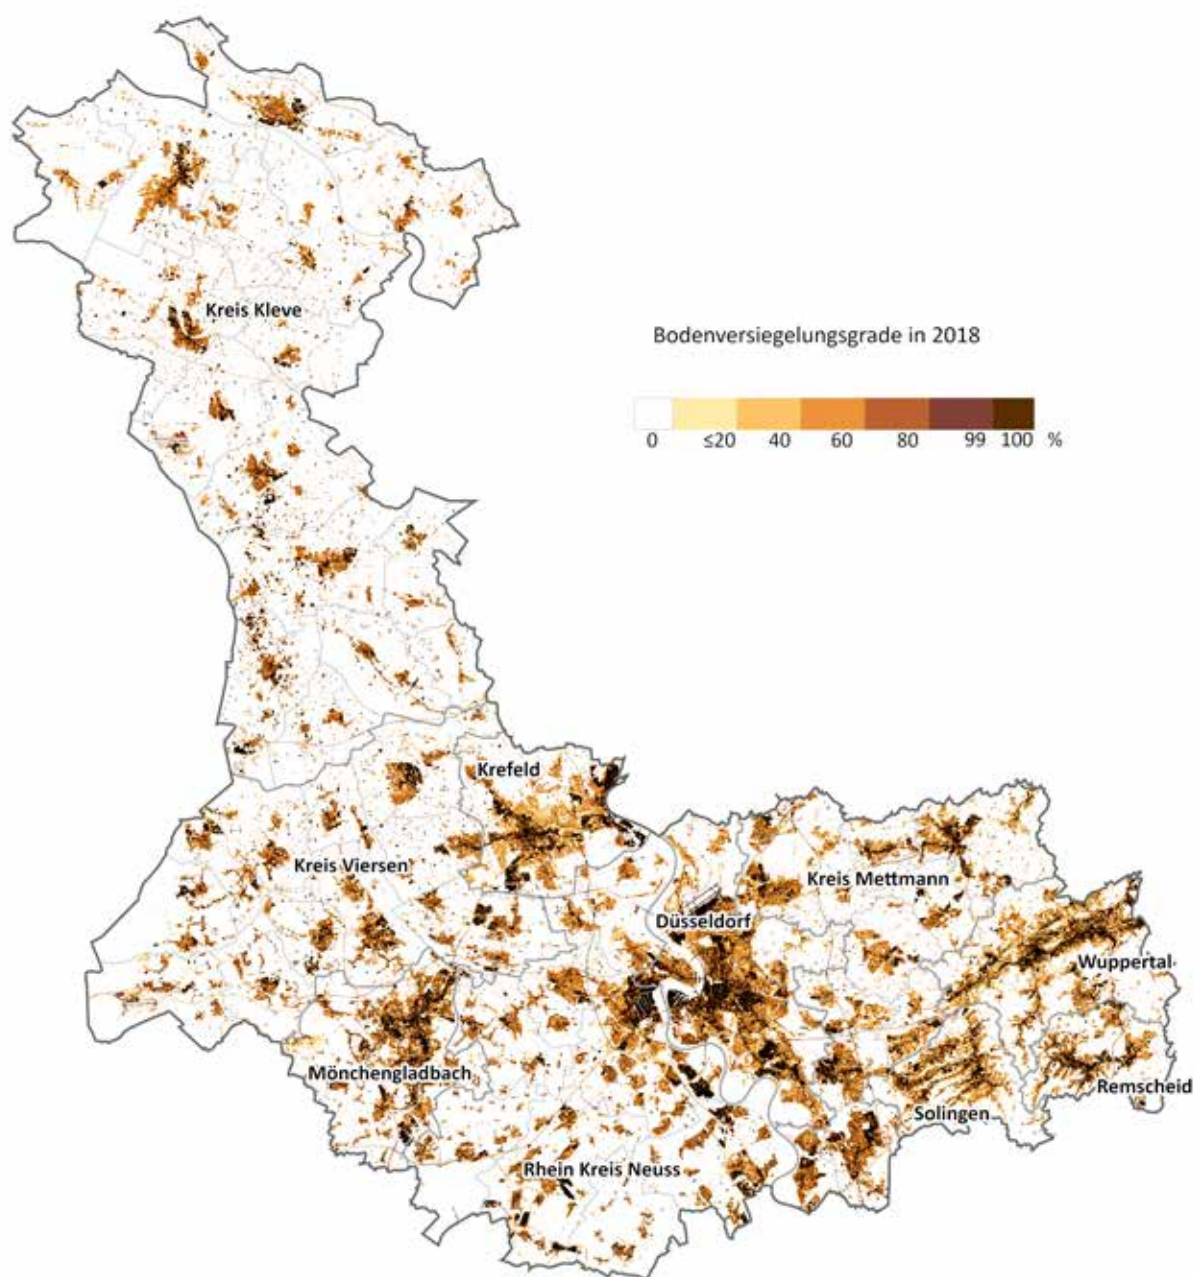 Kreis Kleve
Bodenversiegelungsgrade in 2018
0 ≤20 40 60 80 99 100 %
Krefeld
Kreis Viersen
Kreis Mettmann
Düsseldorf
Wuppertal
Mönchengladbach
Remscheid
Solingen
Rhein Kreis Neuss